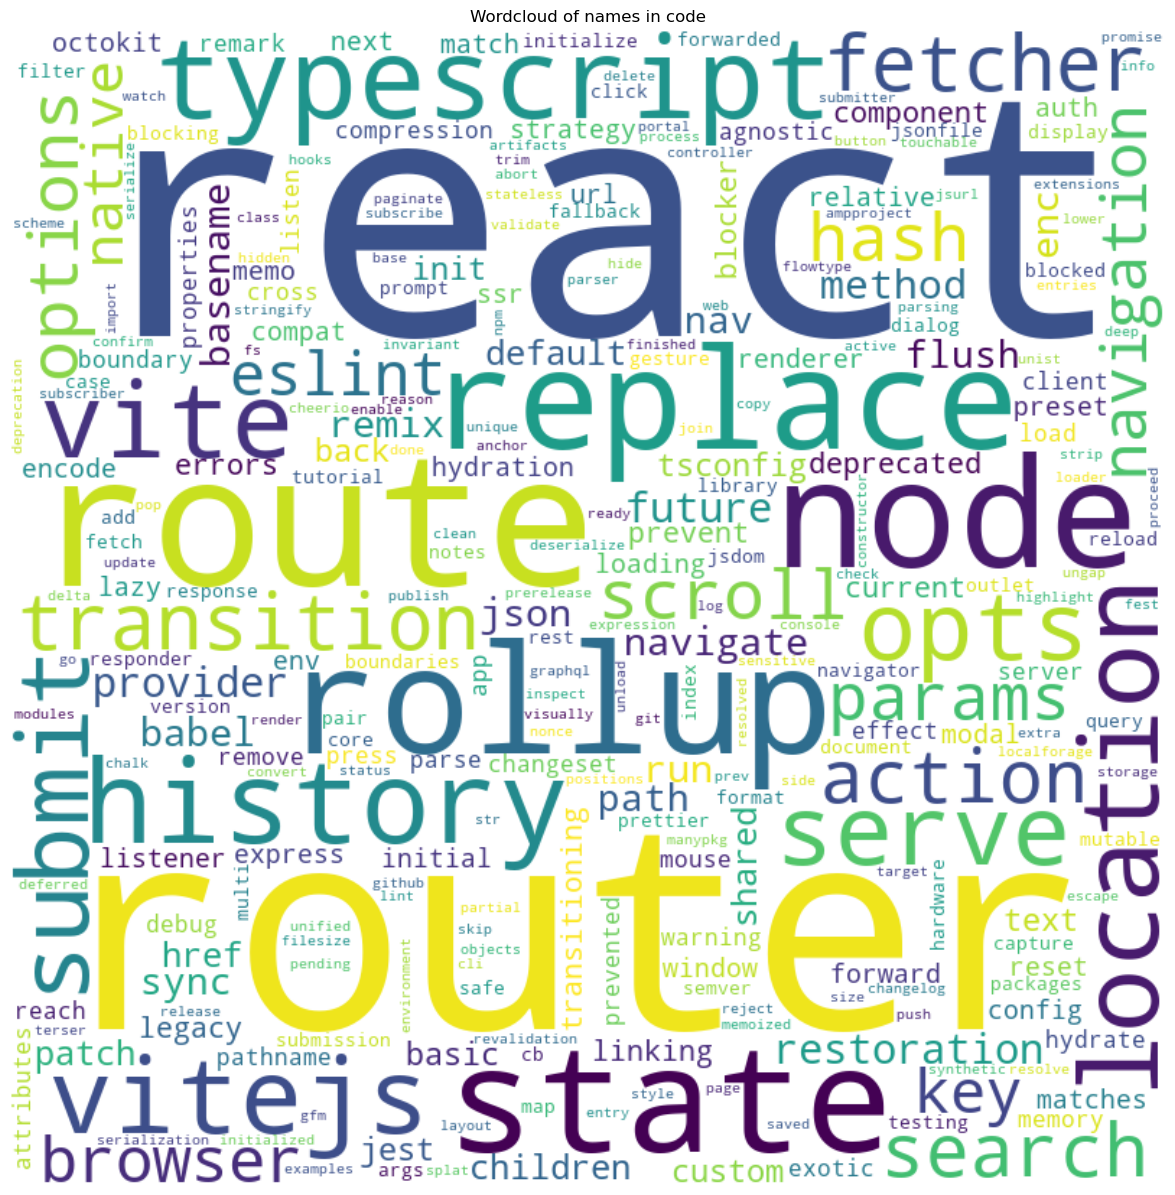 Wordcloud of names in code
octokit
remark
next
match
initialize
forwarded
promise
filter
native
typescript
fetcher
info
watch
delete
click
submitter
component
auth
display
options
blocking
compression
strategy
portal
process
agnostic
jsonfile
button
touchable
serialize
react
hooks
artifacts
trim
abort
controller
navigation
scheme
properties
basename
class
listen
paginate
subscribe
stateless
validate
url
fallback
blocker
relative
jsurl
ampproject
hash
enc
extensions
lower
hidden
memo
base
init
hide
parser
flowtype
method
blocked
entries
import
cross
stringify
prompt
ssr
npm
web
nav
parsing
dialog
deep
confirm
compat
invariant
boundary
fs
eslint
default
finished
gesture
renderer
active
flush
unist
case
subscriber
deprecation
vite
cheerio
enable
reason
replace
copy
client
preset
remix
unique
join
load
encode
errors
back
done
anchor
tsconfig
deprecated
strip
tutorial
hydration
library
node
loader
proceed
pop
route
future
add
ready
prevent
constructor
reload
fetch
clean
notes
deserialize
jsdom
update
loading
check
ungap
lazy
response
publish
prerelease
scroll
current
outlet
highlight
fest
delta
transition
json
log
expression
console
opts
location
rest
navigate
go
responder
env
boundaries
app
graphql
sensitive
navigator
server
submit
provider
version
rollup
inspect
unload
index
params
modules
render
pair
visually
git
resolved
query
babel
core
nonce
effect
modal
extra
chalk
remove
press
parse
changeset
document
localforage
convert
status
positions
run
prev
side
action
storage
history
path
format
str
prettier
serve
mutable
listener
express
initial
manypkg
mouse
shared
target
deferred
multi
github
lint
transitioning
hardware
escape
router
partial
debug
unified
filesize
skip
prevented
text
href
objects
warning
capture
pending
environment
cli
window
forward
reset
sync
safe
semver
size
changelog
packages
reach
release
reject
push
config
terser
legacy
submission
revalidation
memoized
attributes
patch
pathname
basic
cb
linking
restoration
hydrate
vitejs
state
synthetic
resolve
gfm
map
entry
style
page
key
matches
serialization
initialized
layout
saved
testing
memory
browser
examples
jest
args
splat
children
custom
exotic
search